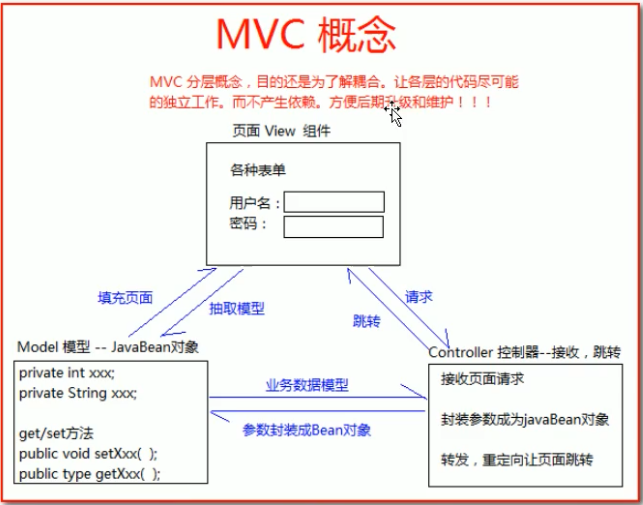 MVC 概念
MVC 分层概念，目的还是为了解耦合。让各层的代码尽可能
的独立工作。而不产生依赖。方便后期升级和维护！！！
页面 View 组件
各种表单
用户名：
密码：
填充页面
抽取模型
请求
跳转
Model 模型 -- JavaBean对象
private int xxx;
private String xxx;
get/set方法
public void setXxx( );
public type getXxx( );
业务数据模型
参数封装成Bean对象
Controller 控制器--接收，跳转
接收页面请求
封装参数成为javaBean对象
转发，重定向让页面跳转